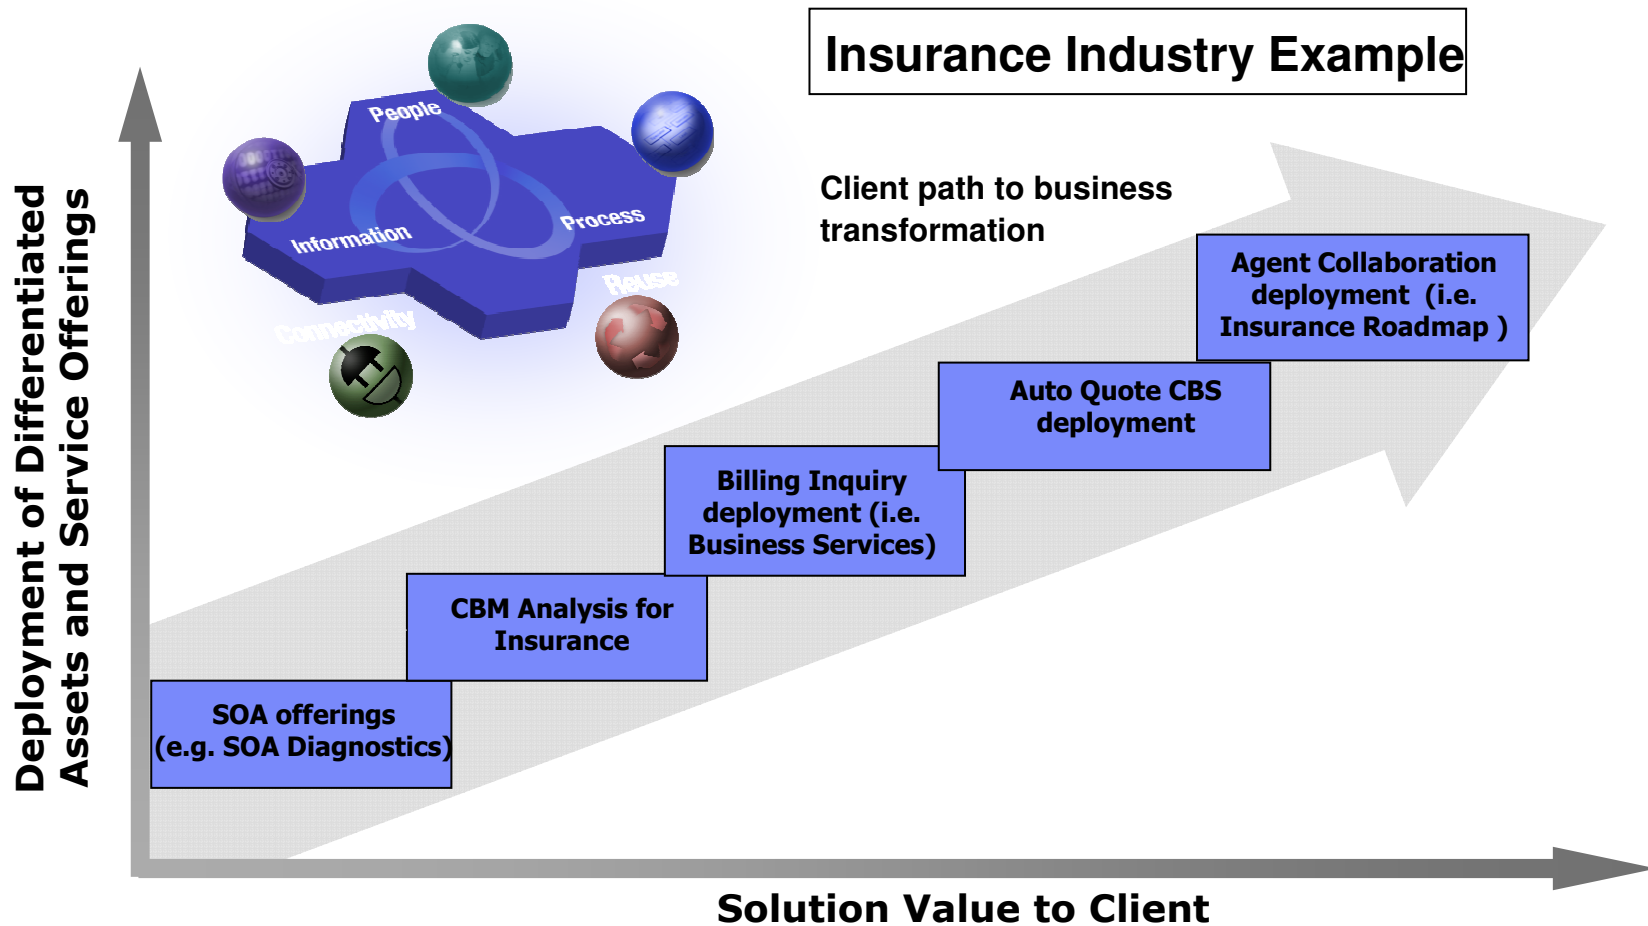 Insurance Industry Example
People
Process
Information
Reuse
Connectivity
Client path to business
transformation
Agent Collaboration
deployment (i.e.
Insurance Roadmap )
Auto Quote CBS
deployment
Billing Inquiry
deployment (i.e.
Business Services)
CBM Analysis for
Insurance
SOA offerings
(e.g. SOA Diagnostics)
Deployment of Differentiated
Assets and Service Offerings
Solution Value to Client